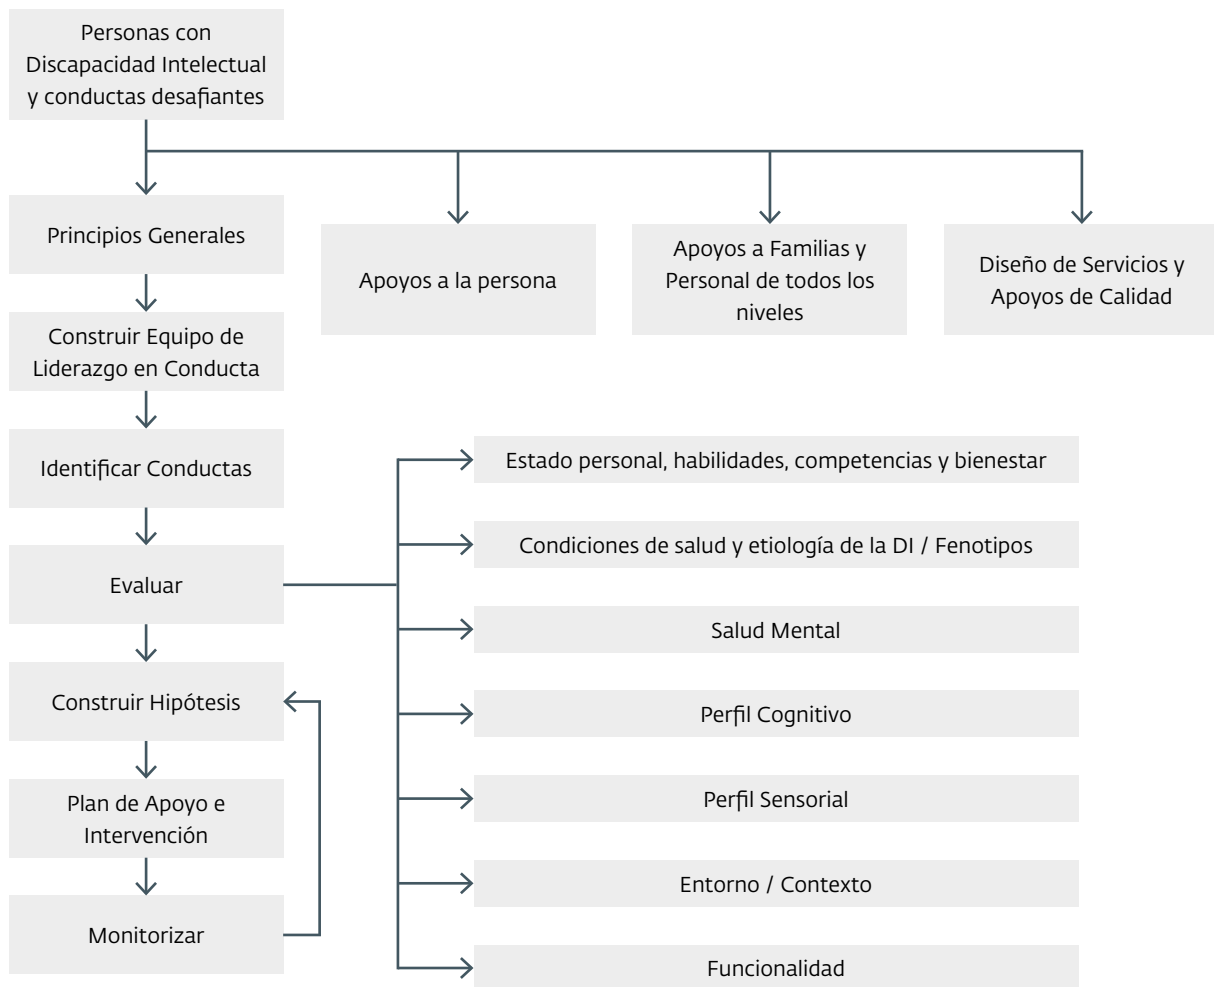 Personas con
Discapacidad Intelectual
y conductas desafiantes
Principios Generales
Apoyos a la persona
Apoyos a Familias y
Personal de todos los
niveles
Diseño de Servicios y
Apoyos de Calidad
Construir Equipo de
Liderazgo en Conducta
Identificar Conductas
Evaluar
Construir Hipótesis
Plan de Apoyo e
Intervención
Monitorizar
Estado personal, habilidades, competencias y bienestar
Condiciones de salud y etiología de la DI / Fenotipos
Salud Mental
Perfil Cognitivo
Perfil Sensorial
Entorno / Contexto
Funcionalidad